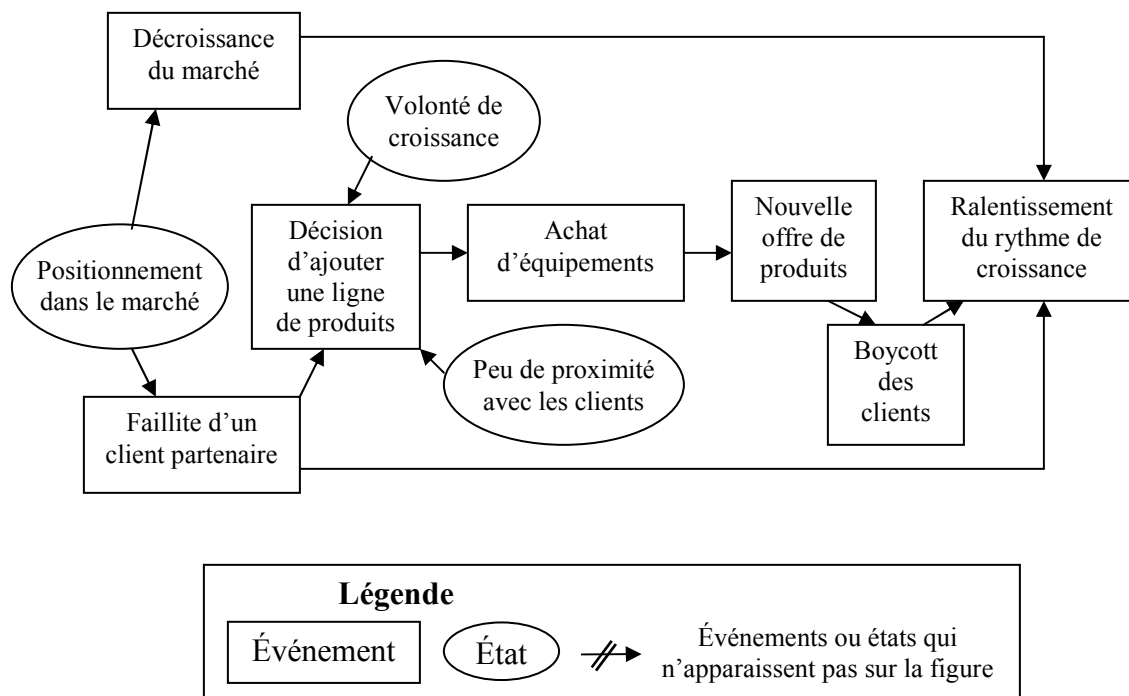 Décroissance
du marché
Volonté de
croissance
Positionnement
dans le marché
Décision
d’ajouter
une ligne
de produits
Achat
d’équipements
Nouvelle
offre de
produits
Ralentissement
du rythme de
croissance
Peu de proximité
avec les clients
Boycott
des
clients
Faillite d’un
client partenaire
Légende
Événement
État
Événements ou états qui
n’apparaissent pas sur la figure